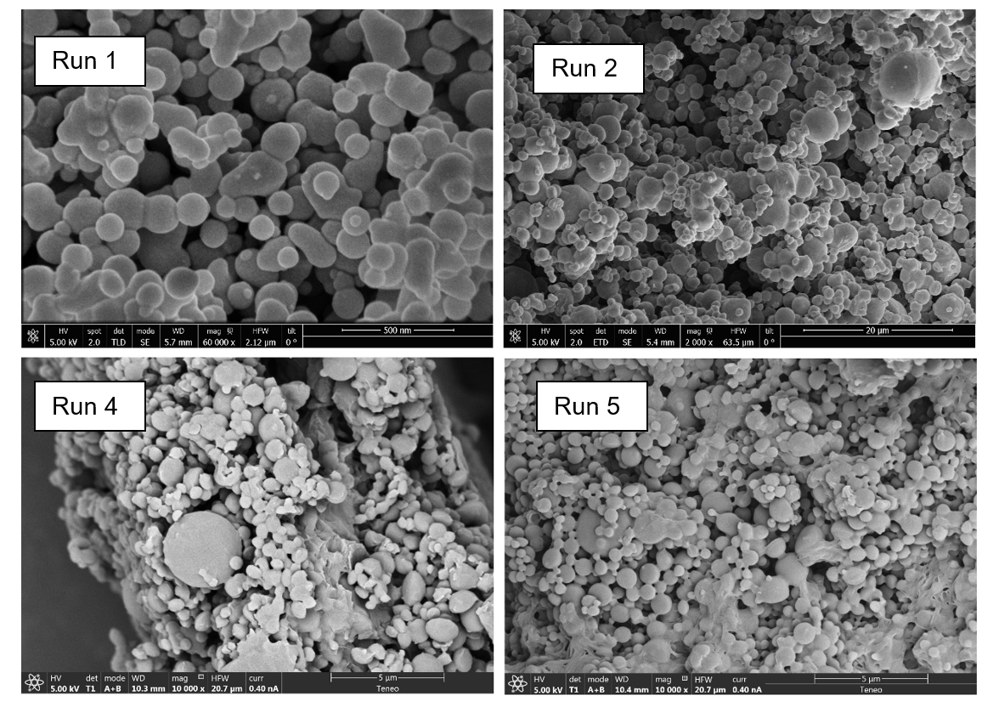 Run 1
HV spot det mode WD mag HFW tilt
5.00 kV 2.0 TLD SE 5.7 mm 60 000 x 2.12 µm 0 °
500 nm
Run 2
HV spot det mode WD mag HFW tilt
5.00 kV 2.0 ETD SE 5.4 mm 2 000 x 63.5 µm 0 °
20 µm
Run 4
HV det mode WD mag HFW curr
5.00 kV T1 A+B 10.3 mm 10 000 x 20.7 µm 0.40 nA
5 µm
Teneo
Run 5
HV det mode WD mag HFW curr
5.00 kV T1 A+B 10.4 mm 10 000 x 20.7 µm 0.40 nA
5 µm
Teneo